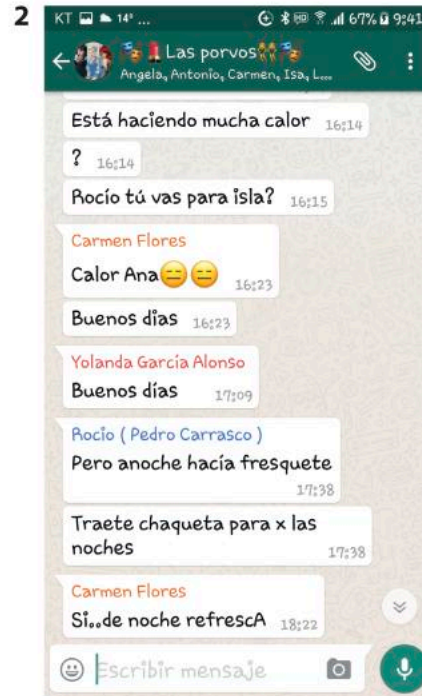 2
KT 14° ... 67% 9:41
Las porvos
Angela, Antonio, Carmen, Isa, L...
Está haciendo mucha calor 16:14
? 16:14
Rocío tú vas para isla? 16:15
Carmen Flores
Calor Ana😑😑 16:23
Buenos dias 16:23
Yolanda García Alonso
Buenos días 17:09
Rocio ( Pedro Carrasco )
Pero anoche hacía fresquete
17:38
Traete chaqueta para x las
noches 17:38
Carmen Flores
Si..de noche refrescA 18:22
Escribir mensaje